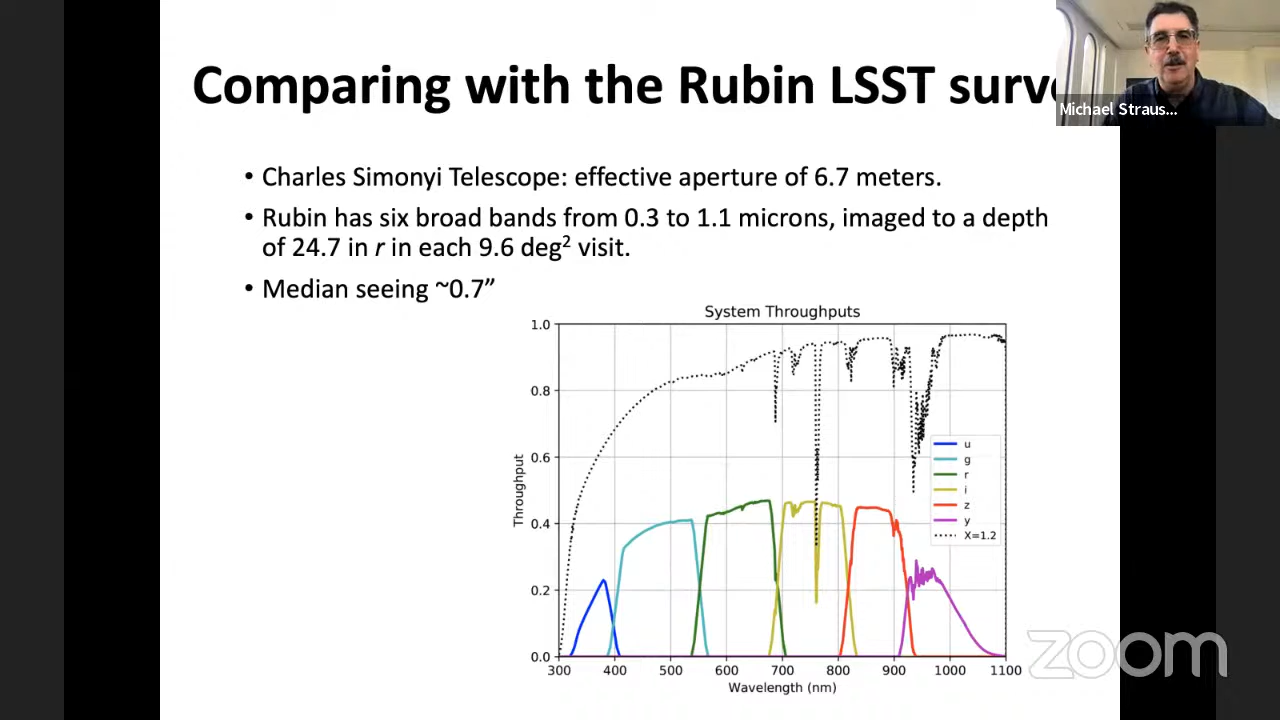 Comparing with the Rubin LSST surve
Michael Straus...
• Charles Simonyi Telescope: effective aperture of 6.7 meters.
• Rubin has six broad bands from 0.3 to 1.1 microns, imaged to a depth
of 24.7 in r in each 9.6 deg² visit.
• Median seeing ~0.7”
System Throughputs
1.0
0.8
0.6
0.4
0.2
0.0
Throughput
u
g
r
i
z
y
X=1.2
300 400 500 600 700 800 900 1000 1100
Wavelength (nm)
zoom